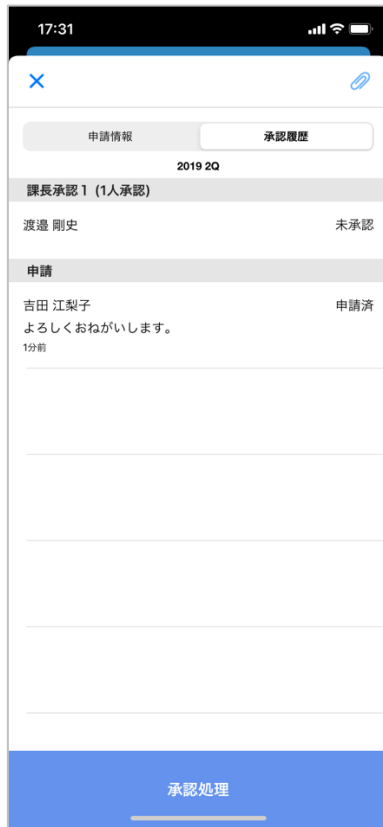 17:31
申請情報 承認履歴
2019 2Q
課長承認1 (1人承認)
渡邉 剛史 未承認
申請
吉田 江梨子 申請済
よろしくおねがいします。
1分前
承認処理